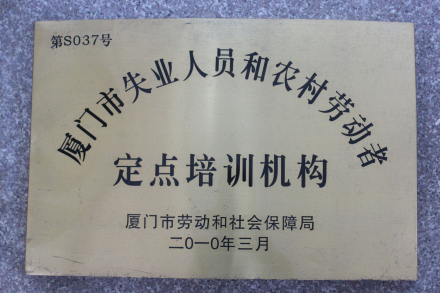 第S037号
厦门市失业人员和农村劳动者
定点培训机构
厦门市劳动和社会保障局
二0一0年三月